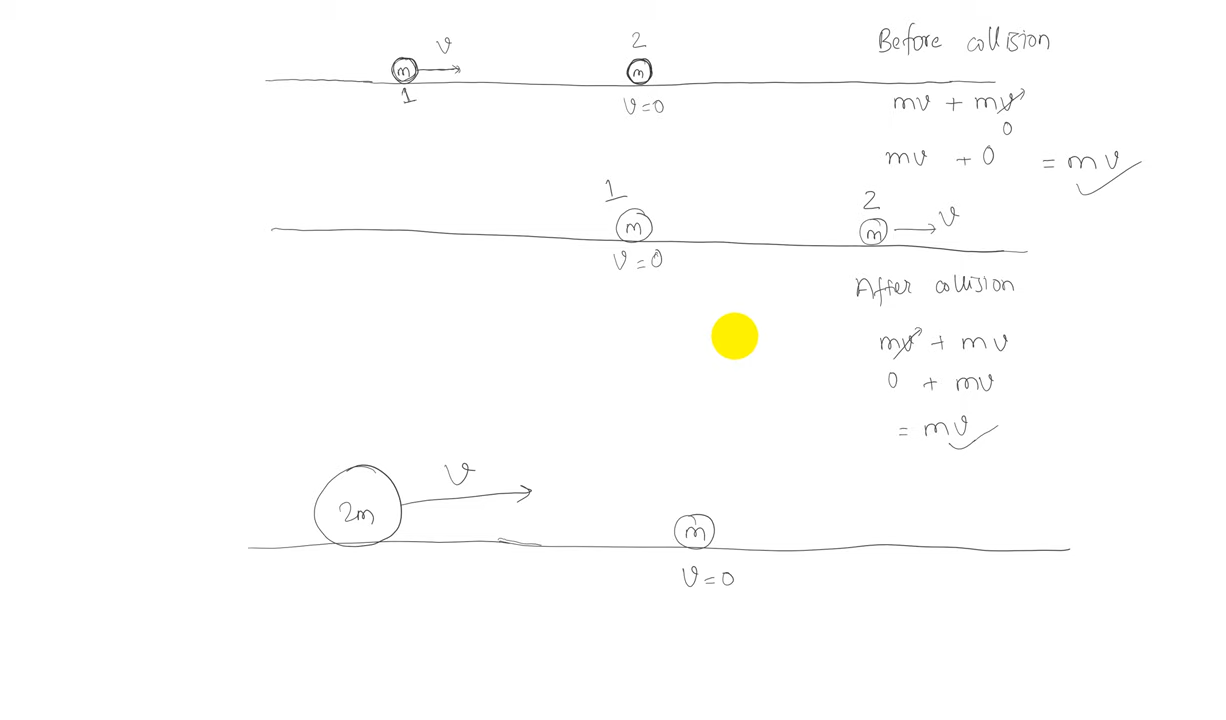 v
2
Before collision
m
m
1
v=0
mv + mv
0
mv + 0 = mv
1
2
m
m
v
v=0
After collision
mv + mv
0 + mv
= mv
v
2m
m
v=0